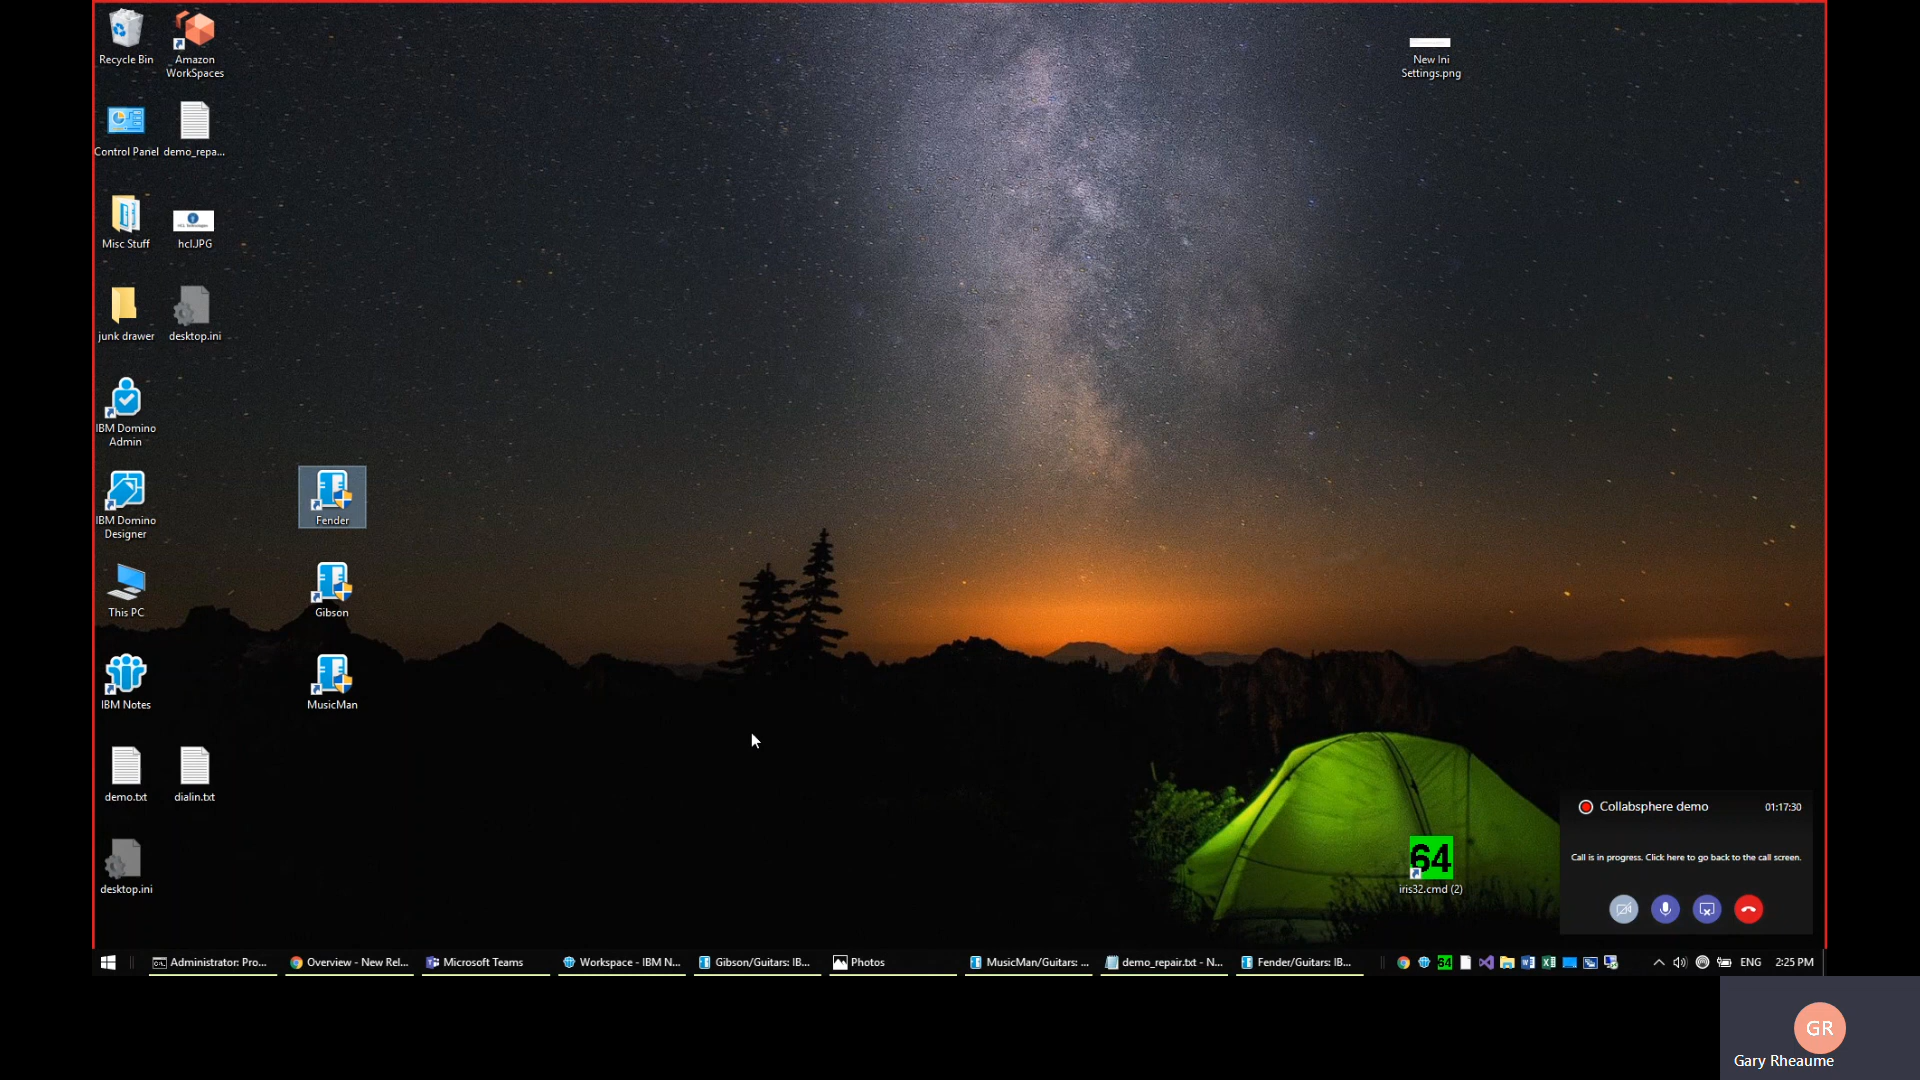 Recycle Bin
Amazon
WorkSpaces
New Ini
Settings.png
Control Panel
demo_repa...
Misc Stuff
hcl.JPG
junk drawer
desktop.ini
IBM Domino
Admin
IBM Domino
Designer
Fender
This PC
Gibson
IBM Notes
MusicMan
demo.txt
dialin.txt
desktop.ini
64
iris32.cmd (2)
Collabsphere demo
01:17:30
Call is in progress. Click here to go back to the call screen.
Administrator: Pro...
Overview - New Rel...
Microsoft Teams
Workspace - IBM N...
Gibson/Guitars: IB...
Photos
MusicMan/Guitars: ...
demo_repair.txt - N...
Fender/Guitars: IB...
64
ENG
2:25 PM
GR
Gary Rheaume